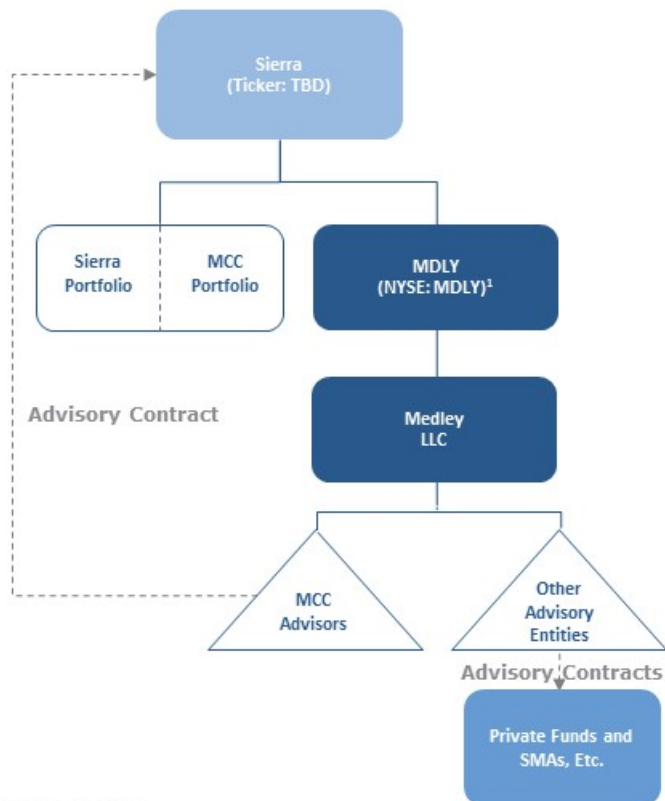 Sierra
(Ticker: TBD)
Sierra
Portfolio
MCC
Portfolio
MDLY
(NYSE: MDLY)¹
Advisory Contract
Medley
LLC
MCC
Advisors
Other
Advisory
Entities
Advisory Contracts
Private Funds and
SMAs, Etc.